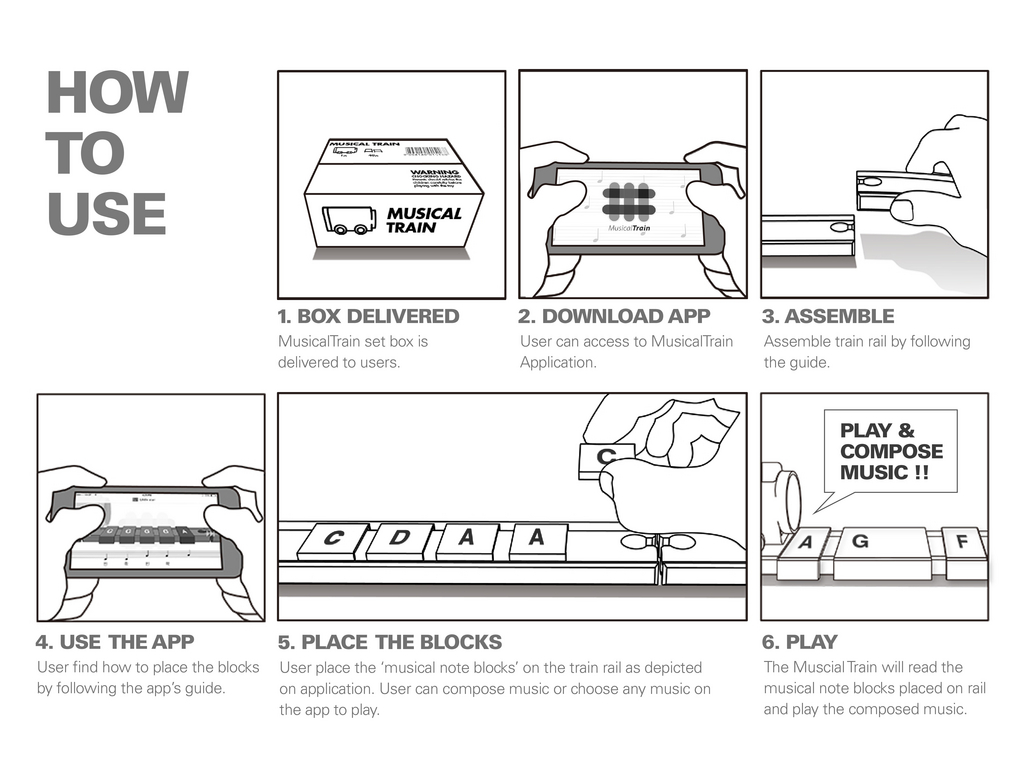 HOW
TO
USE
MUSICAL TRAIN
WARNING
CHOKING HAZARD
MUSICAL
TRAIN
MusicalTrain
1. BOX DELIVERED
MusicalTrain set box is
delivered to users.
2. DOWNLOAD APP
User can access to MusicalTrain
Application.
3. ASSEMBLE
Assemble train rail by following
the guide.
4. USE THE APP
User find how to place the blocks
by following the app's guide.
C
C D A A
5. PLACE THE BLOCKS
User place the ‘musical note blocks’ on the train rail as depicted
on application. User can compose music or choose any music on
the app to play.
PLAY &
COMPOSE
MUSIC !!
A G F
6. PLAY
The Muscial Train will read the
musical note blocks placed on rail
and play the composed music.